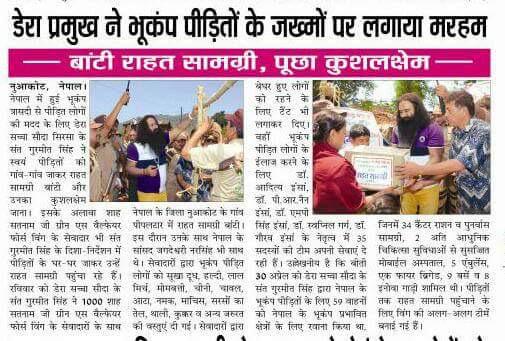 डेरा प्रमुख ने भूकंप पीड़ितों के जख्मों पर लगाया मरहम
बांटी राहत सामग्री, पूछा कुशलक्षेम
नुआकोट, नेपाल।
नेपाल में हुई भूकंप
त्रासदी से पीड़ित लोगों
की मदद के लिए डेरा
सच्चा सौदा सिरसा के
संत गुरमीत सिंह ने
स्वयं पीड़ितों को
गांव-गांव जाकर राहत
सामग्री बांटी और
उनका कुशलक्षेम
जाना। इसके अलावा शाह
सतनाम जी ग्रीन एस वैल्फेयर
फोर्स विंग के सेवादार भी संत
गुरमीत सिंह के दिशा-निर्देशन में
पीड़ितों के घर-घर जाकर उन्हें
राहत सामग्री पहुंचा रहे हैं।
रविवार को डेरा सच्चा सौदा के
संत गुरमीत सिंह ने 1000 शाह
सतनाम जी ग्रीन एस वैल्फेयर
फोर्स विंग के सेवादारों के साथ
नेपाल के जिला नुआकोट के गांव
पीपलटार में राहत सामग्री बांटी।
इस दौरान उनके साथ नेपाल के
सांसद जगदेश्वरी नरसिंह भी साथ
थे। सेवादारों द्वारा भूकंप पीड़ित
लोगों को सूखा दूध, हल्दी, लाल
मिर्च, मोमबत्ती, चीनी, चावल,
आटा, नमक, माचिस, सरसों का
तेल, थाली, कुक्कर व अन्य जरूरत
की वस्तुएं दी गई। सेवादारों द्वारा
बेघर हुए लोगों
को रहने के
लिए टैंट भी
लगाकर दिए।
वहीं भूकंप
पीड़ित लोगों के
ईलाज करने के
लिए डॉ.
आदित्य इंसां,
डॉ. पी.आर.नैन
इंसां, डॉ. एमपी
सिंह इंसां, डॉ. स्वप्निल गर्ग, डॉ.
गौरव इंसां के नेतृत्व में 35
सदस्यों की टीम अपनी सेवाएं दे
रही हैं। उल्लेखनीय है कि बीती
30 अप्रैल को डेरा सच्चा सौदा के
संत गुरमीत सिंह द्वारा नेपाल के
भूकंप पीड़ितों के लिए 59 वाहनों
को नेपाल के भूकंप प्रभावित
क्षेत्रों के लिए रवाना किया था.
राहत सामग्री
जिनमें 34 कैंटर राशन व पुनर्वास
सामग्री, 2 अति आधुनिक
चिकित्सा सुविधाओं से सुसज्जित
मोबाईल अस्पताल, 5 एंबुलेंस,
एक फायर ब्रिगेड, 9 बसें व 8
इनोवा गाड़ी शामिल थी। पीड़ितों
तक राहत सामग्री पहुंचाने के
लिए विंग की अलग-अलग टीमें
बनाई गई हैं।